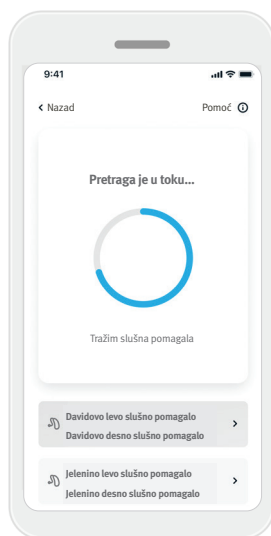 9:41
Nazad
Pomoć
Pretraga je u toku...
Tražim slušna pomagala
Davidovo levo slušno pomagalo
Davidovo desno slušno pomagalo
Jelenino levo slušno pomagalo
Jelenino desno slušno pomagalo